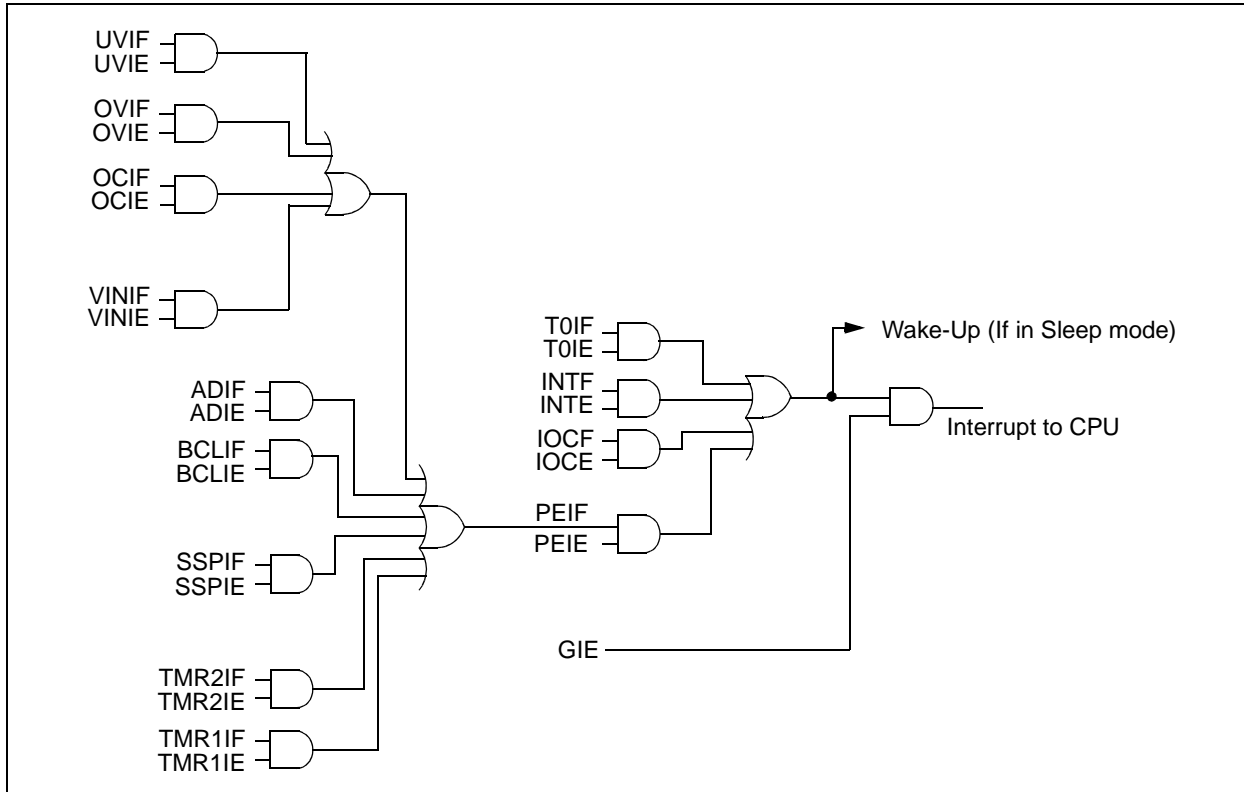 UVIF
UVIE
OVIF
OVIE
OCIF
OCIE
VINIF
VINIE
ADIF
ADIE
BCLIF
BCLIE
SSPIF
SSPIE
TMR2IF
TMR2IE
TMR1IF
TMR1IE
T0IF
T0IE
INTF
INTE
IOCF
IOCE
PEIF
PEIE
GIE
Wake-Up (If in Sleep mode)
Interrupt to CPU